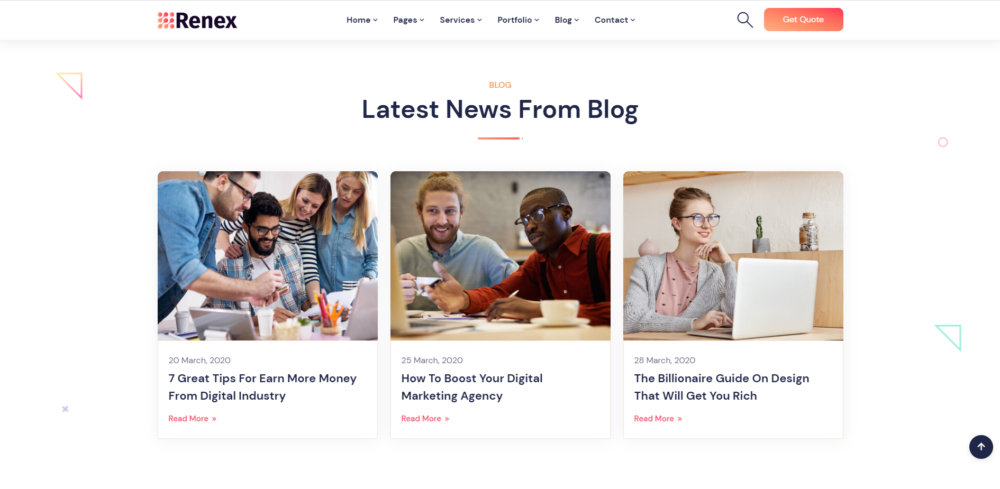 Renex
Home Pages Services Portfolio Blog Contact
Get Quote
BLOG
Latest News From Blog
20 March, 2020
7 Great Tips For Earn More Money
From Digital Industry
Read More »
25 March, 2020
How To Boost Your Digital
Marketing Agency
Read More »
28 March, 2020
The Billionaire Guide On Design
That Will Get You Rich
Read More »